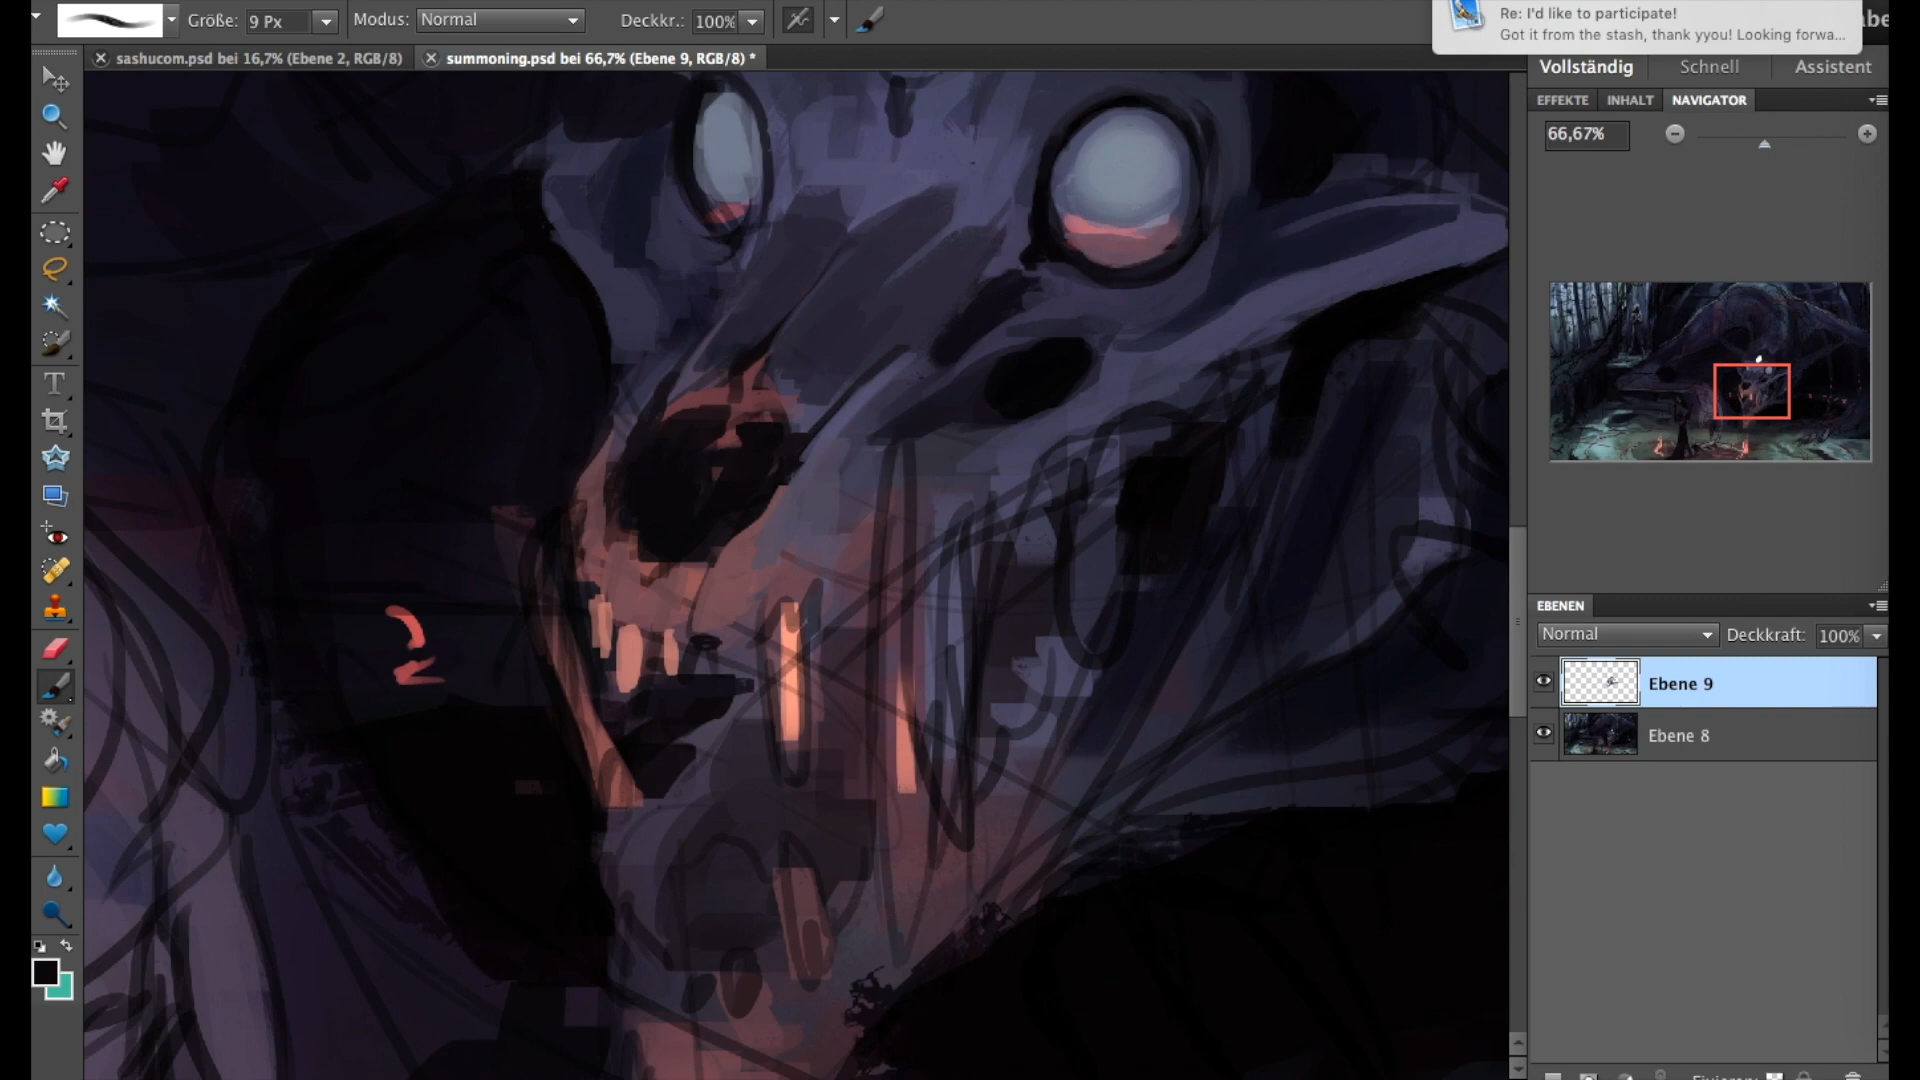 Größe: 9 Px Modus: Normal Deckkr.: 100%
Re: I'd like to participate!
Got it from the stash, thank yyou! Looking forwa...
sashucom.psd bei 16,7% (Ebene 2, RGB/8) summoning.psd bei 66,7% (Ebene 9, RGB/8) *
Vollständig Schnell Assistent
EFFEKTE INHALT NAVIGATOR
66,67%
EBENEN
Normal Deckkraft: 100%
Ebene 9
Ebene 8